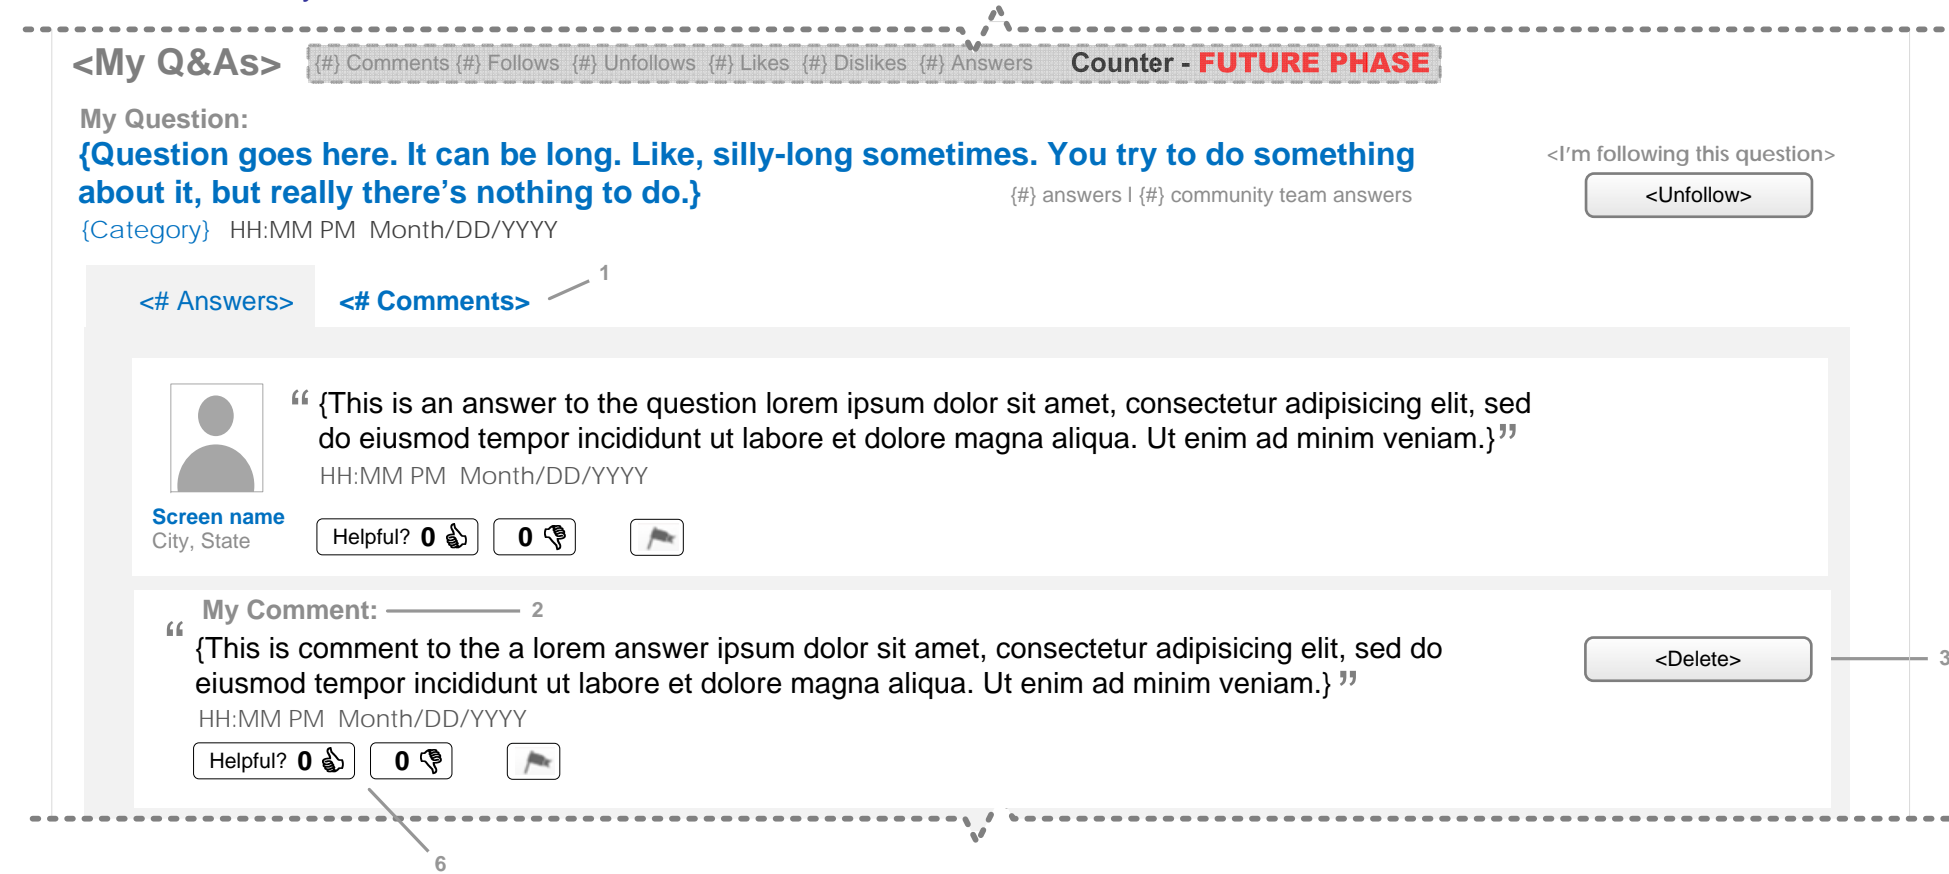 <My Q&As> {#} Comments {#} Follows {#} Unfollows {#} Likes {#} Dislikes {#} Answers Counter - FUTURE PHASE
My Question:
{Question goes here. It can be long. Like, silly-long sometimes. You try to do something
about it, but really there's nothing to do.}
{#} answers l {#} community team answers
<I'm following this question>
<Unfollow>
{Category} HH:MM PM Month/DD/YYYY
<# Answers> <# Comments> 1
“ {This is an answer to the question lorem ipsum dolor sit amet, consectetur adipisicing elit, sed
do eiusmod tempor incididunt ut labore et dolore magna aliqua. Ut enim ad minim veniam.} ”
HH:MM PM Month/DD/YYYY
Screen name
City, State
Helpful? 0 0
My Comment: 2
“ {This is comment to the a lorem answer ipsum dolor sit amet, consectetur adipisicing elit, sed do
eiusmod tempor incididunt ut labore et dolore magna aliqua. Ut enim ad minim veniam.} ”
<Delete> 3
HH:MM PM Month/DD/YYYY
Helpful? 0 0
6